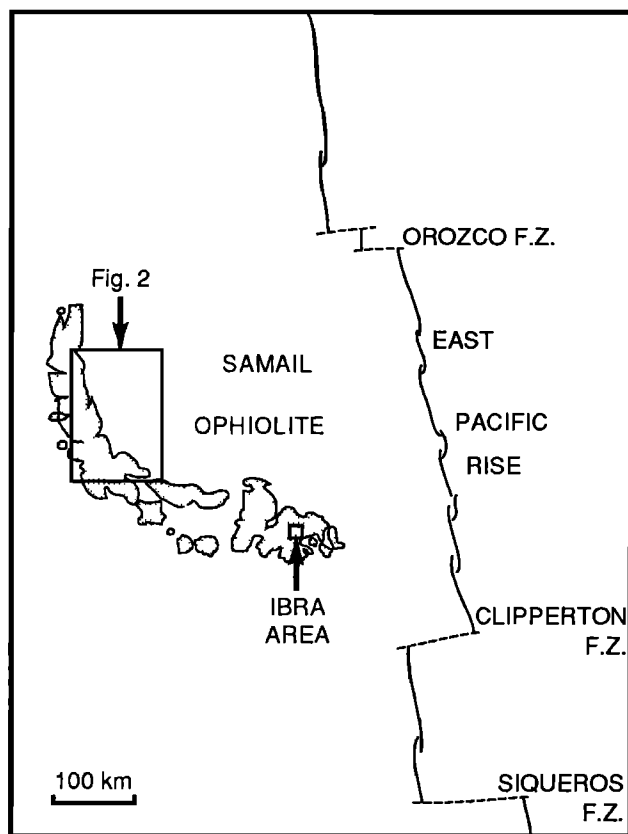 OROZCO F.Z.
Fig. 2
EAST
SAMAIL
PACIFIC
OPHIOLITE
RISE
IBRA
AREA
CLIPPERTON
F.Z.
100 km
SIQUEROS
F.Z.